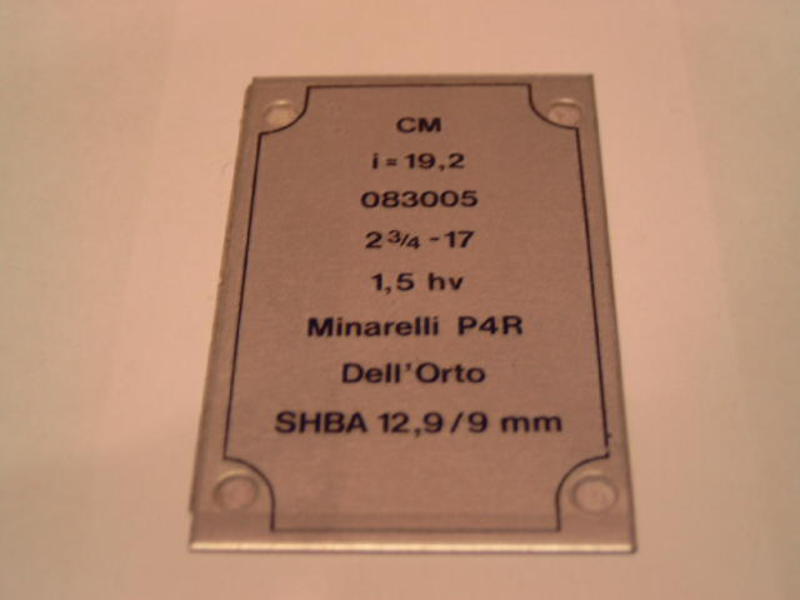 CM
i = 19,2
083005
2 3/4 - 17
1,5 hv
Minarelli P4R
Dell'Orto
SHBA 12,9/9 mm